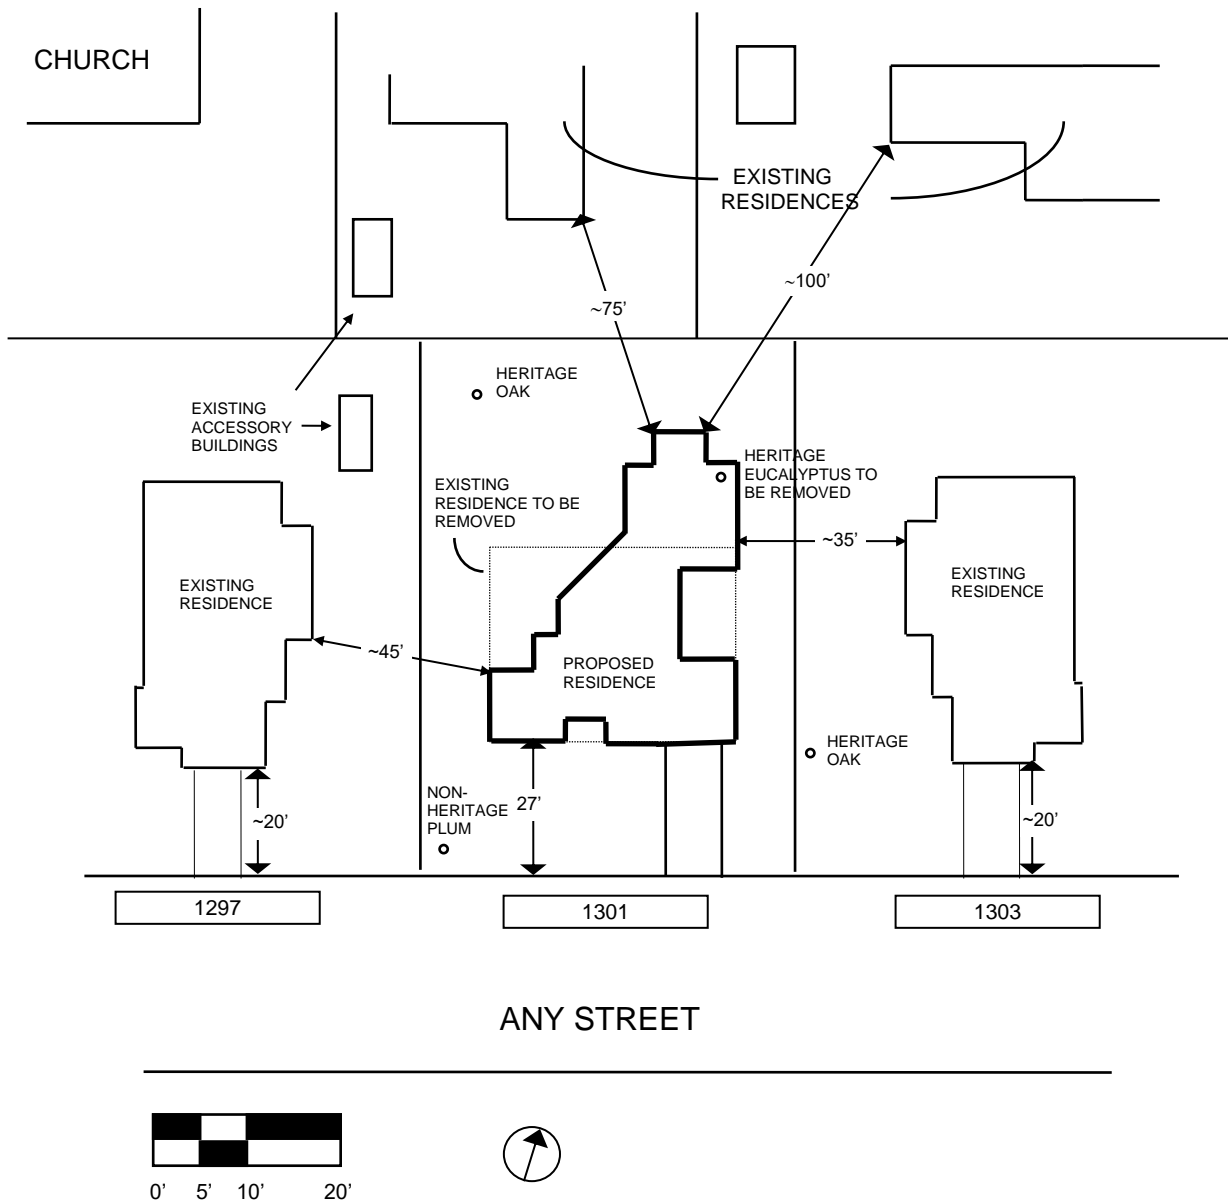 CHURCH
EXISTING
RESIDENCES
~100'
~75'
HERITAGE
OAK
EXISTING
ACCESSORY
BUILDINGS
HERITAGE
EUCALYPTUS TO
BE REMOVED
EXISTING
RESIDENCE TO BE
REMOVED
~35'
EXISTING
RESIDENCE
EXISTING
RESIDENCE
~45'
PROPOSED
RESIDENCE
HERITAGE
OAK
NON-
HERITAGE
PLUM
27'
~20'
~20'
1297
1301
1303
ANY STREET
0' 5' 10' 20'